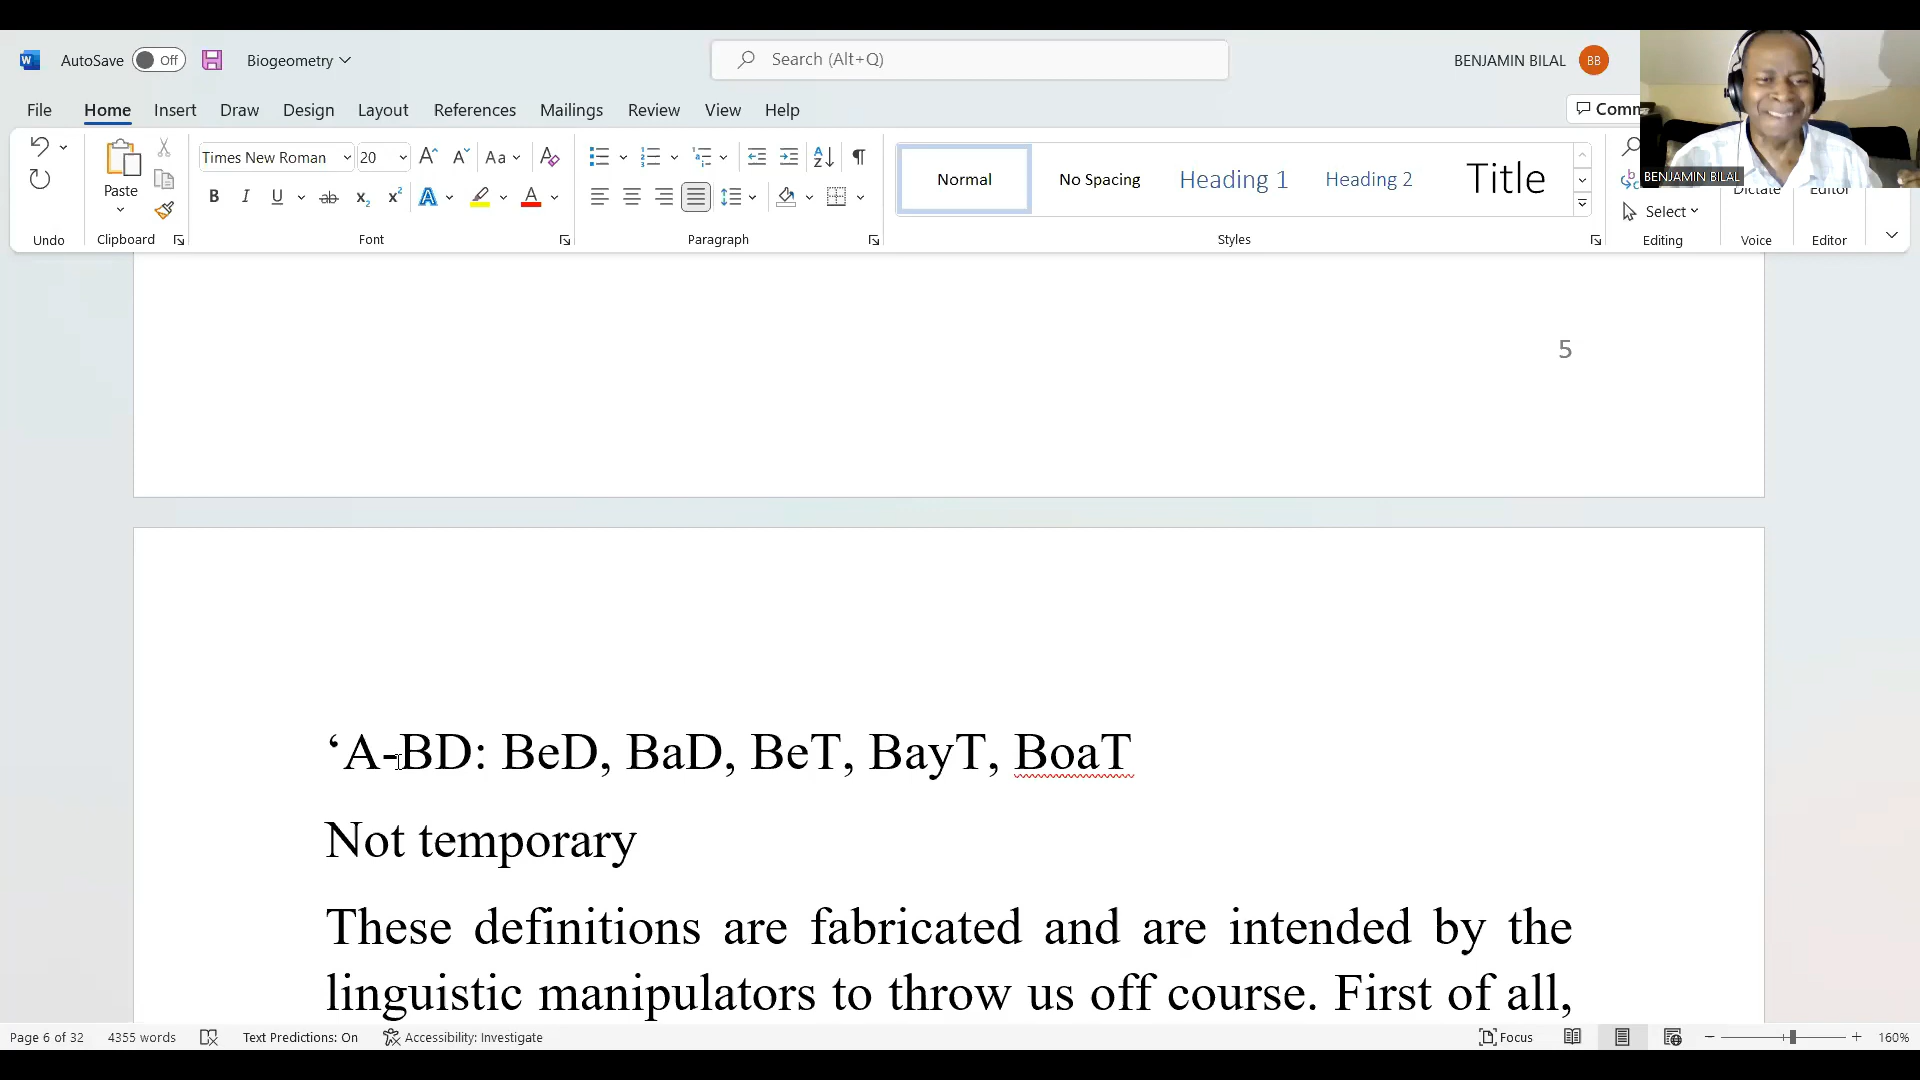 AutoSave Off Biogeometry Search (Alt+Q) BENJAMIN BILAL BB
File Home Insert Draw Design Layout References Mailings Review View Help
Times New Roman 20 Aa
Paste
Normal No Spacing Heading 1 Heading 2 Title
BENJAMIN BILAL
Dictate Editor
Select
Undo Clipboard Font Paragraph Styles Editing Voice Editor
5
‘A-BD: BeD, BaD, BeT, BayT, BoaT
Not temporary
These definitions are fabricated and are intended by the
linguistic manipulators to throw us off course. First of all,
Page 6 of 32 4355 words Text Predictions: On Accessibility: Investigate Focus 160%